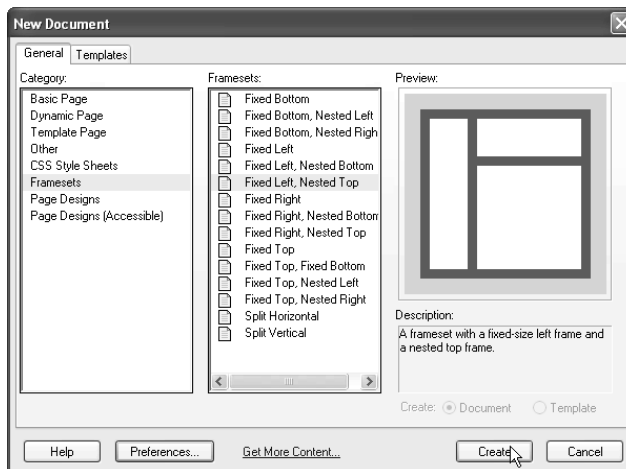 New Document
General
Templates
Category:
Basic Page
Dynamic Page
Template Page
Other
CSS Style Sheets
Framesets
Page Designs
Page Designs (Accessible)
Framesets:
Fixed Bottom
Fixed Bottom, Nested Left
Fixed Bottom, Nested Righ
Fixed Left
Fixed Left, Nested Bottom
Fixed Left, Nested Top
Fixed Right
Fixed Right, Nested Bottom
Fixed Right, Nested Top
Fixed Top
Fixed Top, Fixed Bottom
Fixed Top, Nested Left
Fixed Top, Nested Right
Split Horizontal
Split Vertical
Preview:
Description:
A frameset with a fixed-size left frame and
a nested top frame.
Create: Document Template
Help
Preferences...
Get More Content...
Create
Cancel